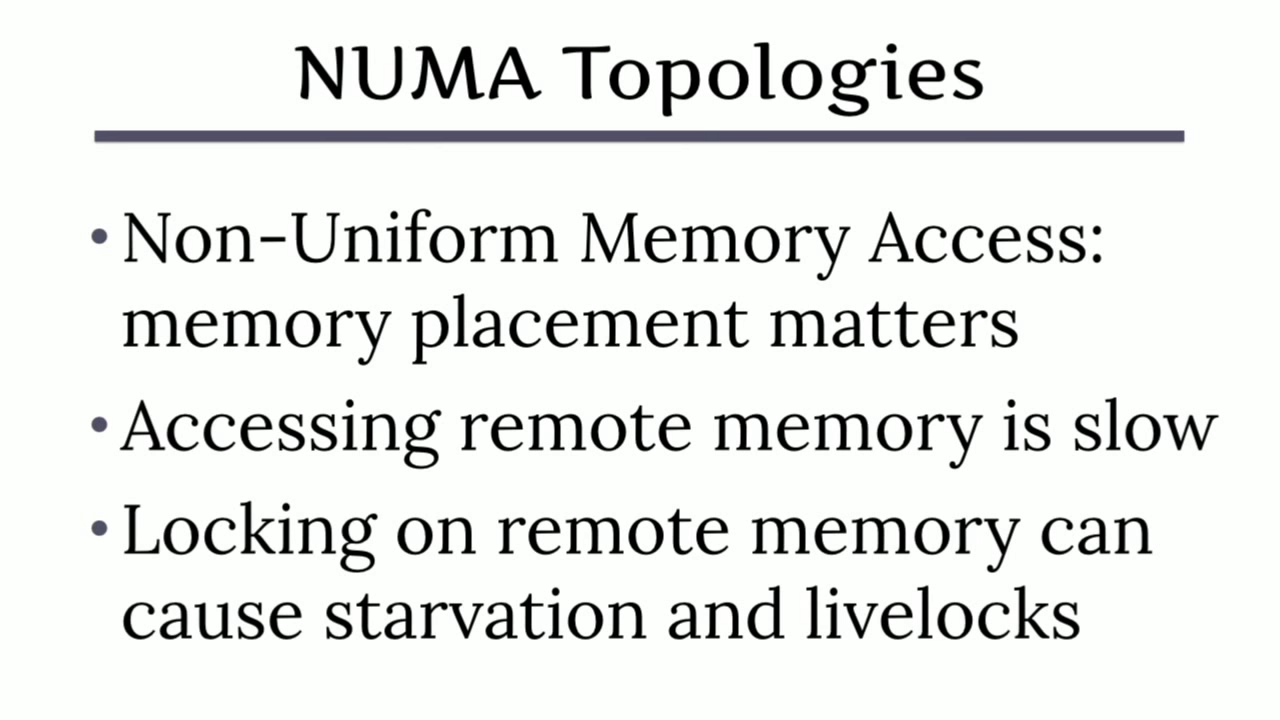 NUMA Topologies
• Non-Uniform Memory Access:
memory placement matters
• Accessing remote memory is slow
• Locking on remote memory can
cause starvation and livelocks